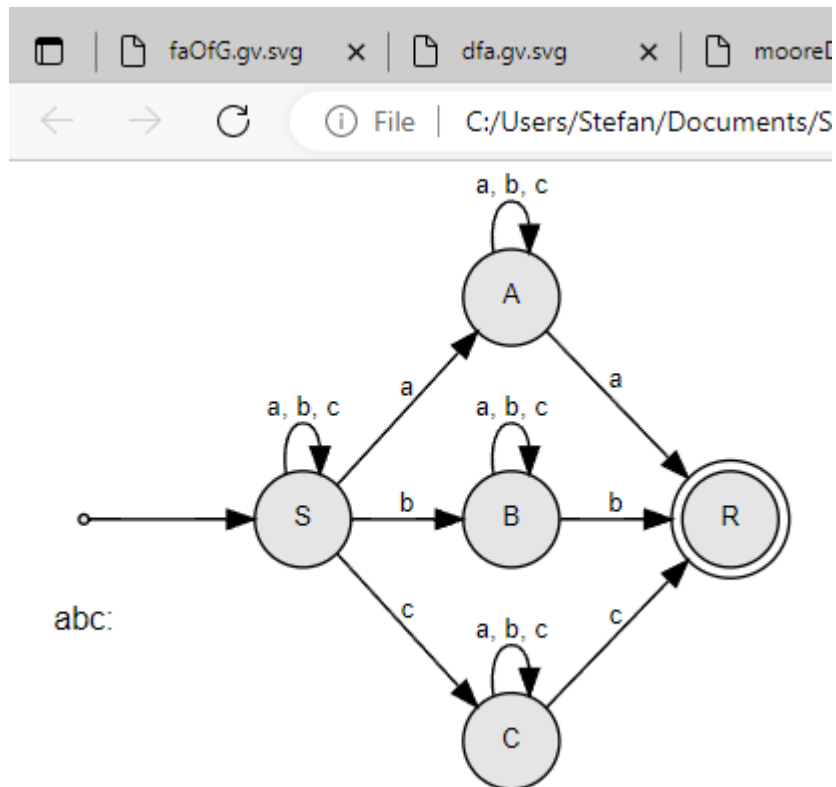 faOfG.gv.svg
dfa.gv.svg
mooreD
File
C:/Users/Stefan/Documents/S
a, b, c
A
a
a
a, b, c
a, b, c
S
b
B
b
R
abc:
c
a, b, c
c
C